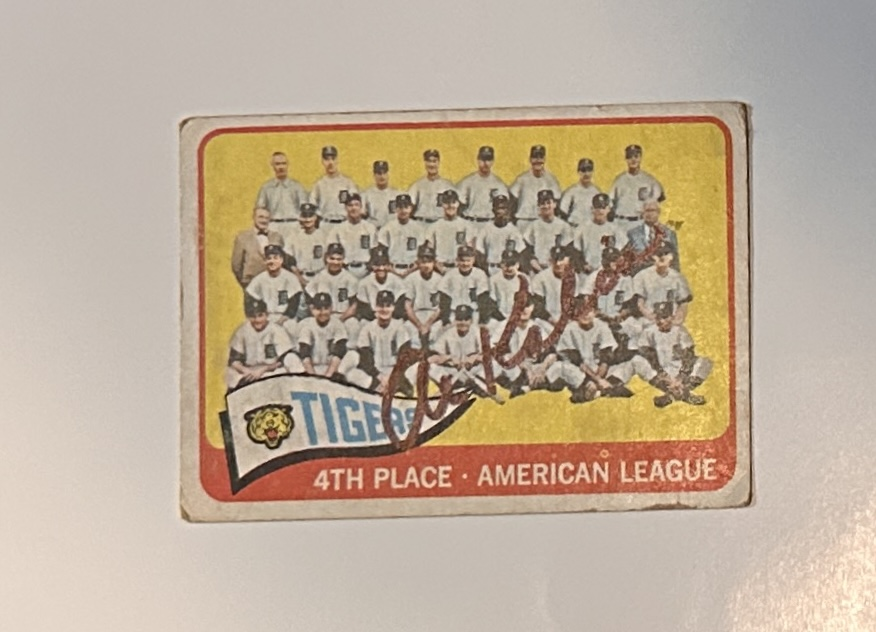 TIGERS
4TH PLACE · AMERICAN LEAGUE